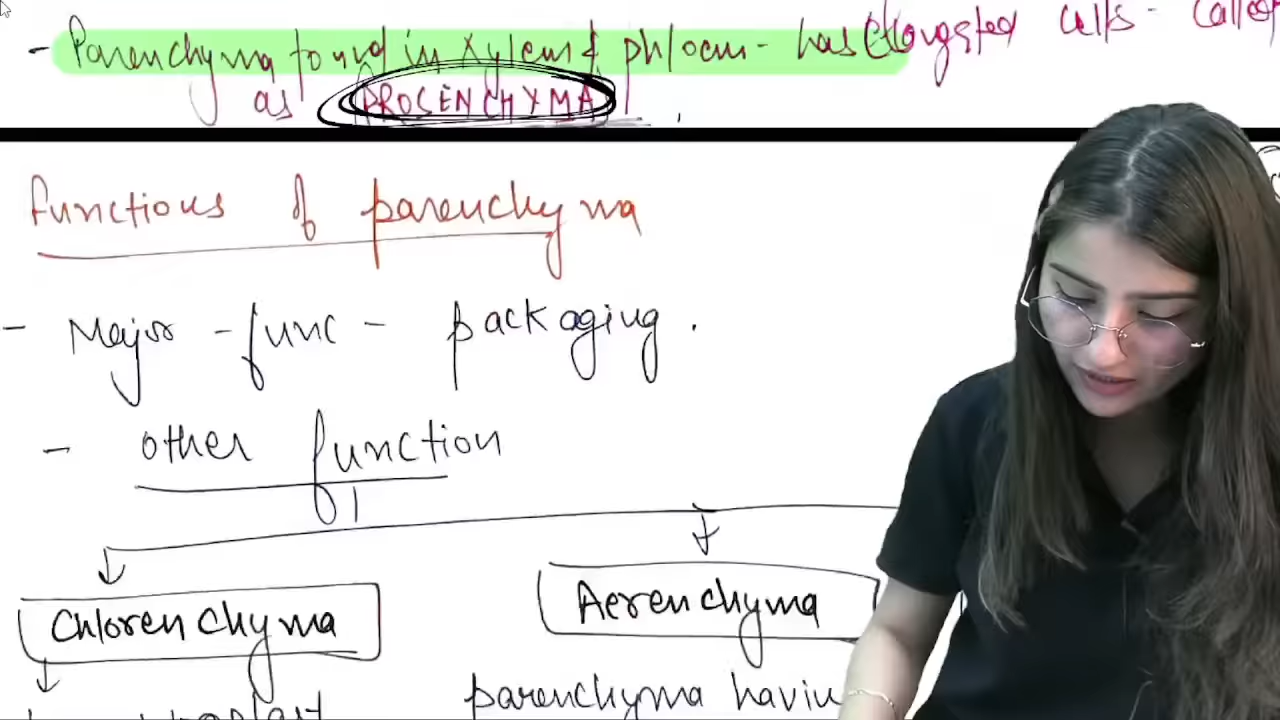 - Parenchyma found in xylem & phloem - has elongated cells - called
as PROSENCHYMA.
functions of parenchyma
- Major - func - packaging.
- other function
Chlorenchyma Aerenchyma
parenchyma having